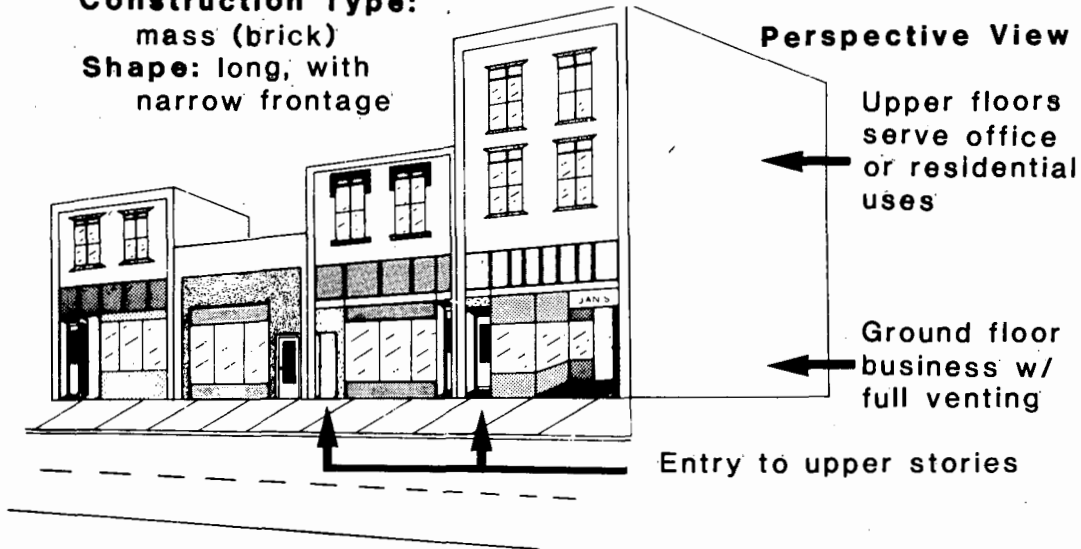 Construction Type:
mass (brick)
Shape: long, with
narrow frontage
Perspective View
Upper floors
serve office
or residential
uses
JAN'S
Ground floor
business w/
full venting
Entry to upper stories